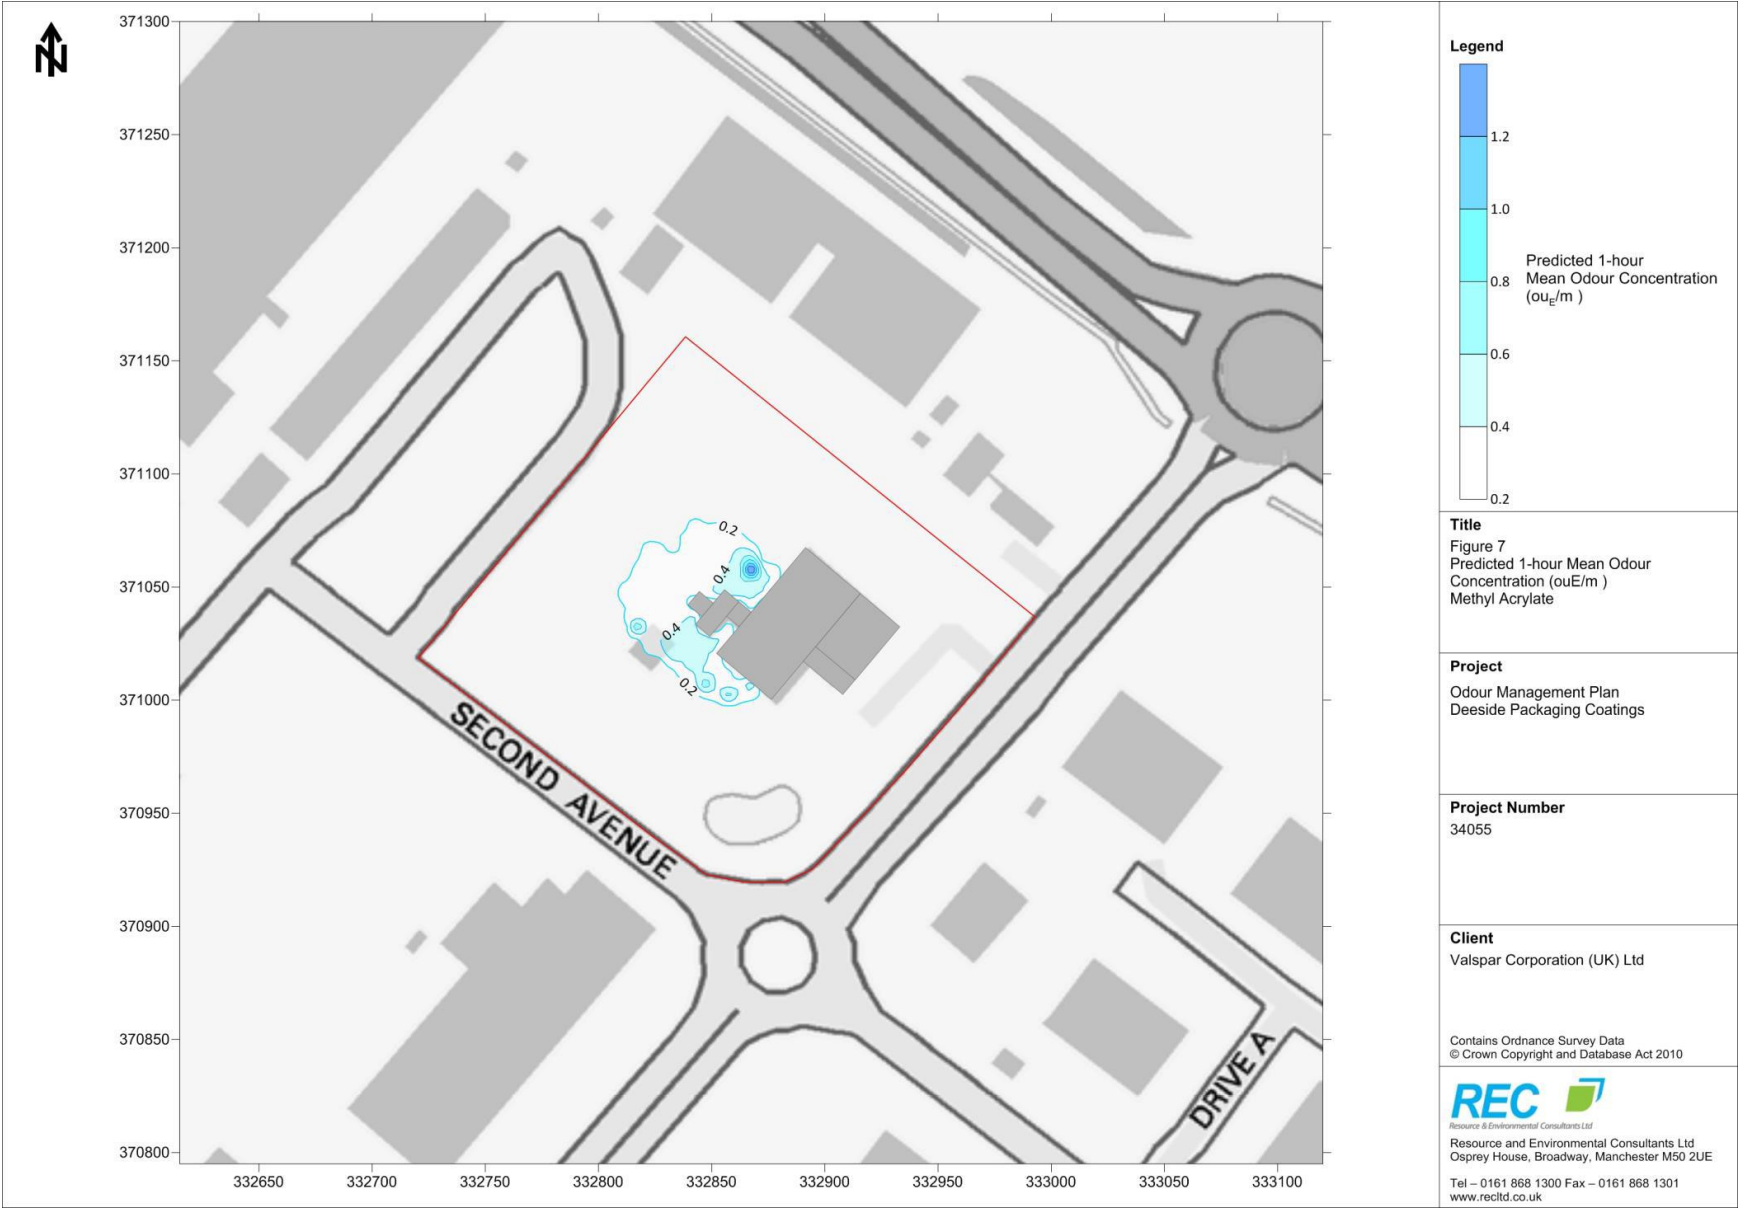 N
371300
371250
371200
371150
371100
371050
371000
370950
370900
370850
370800
332650 332700 332750 332800 332850 332900 332950 333000 333050 333100
0.2
0.4
0.4
0.2
SECOND AVENUE
DRIVE A
Legend
1.2
1.0
0.8
0.6
0.4
0.2
Predicted 1-hour
Mean Odour Concentration
(ouE/m )
Title
Figure 7
Predicted 1-hour Mean Odour
Concentration (ouE/m )
Methyl Acrylate
Project
Odour Management Plan
Deeside Packaging Coatings
Project Number
34055
Client
Valspar Corporation (UK) Ltd
Contains Ordnance Survey Data
© Crown Copyright and Database Act 2010
REC
Resource & Environmental Consultants Ltd
Resource and Environmental Consultants Ltd
Osprey House, Broadway, Manchester M50 2UE
Tel – 0161 868 1300 Fax – 0161 868 1301
www.recltd.co.uk